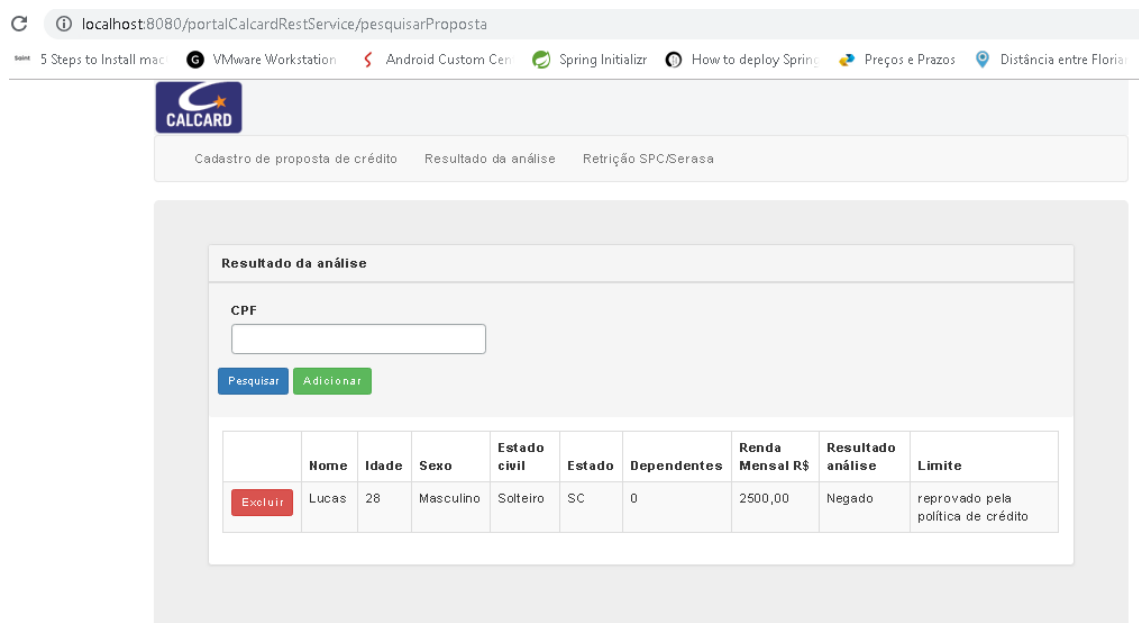 localhost:8080/portalCalcardRestService/pesquisarProposta
5 Steps to Install mac VMware Workstation Android Custom Cen Spring Initializr How to deploy Spring Preços e Prazos Distância entre Florian
CALCARD
Cadastro de proposta de crédito Resultado da análise Retrição SPC/Serasa
Resultado da análise
CPF
Pesquisar Adicionar
Nome Idade Sexo Estado civil Estado Dependentes Renda Mensal R$ Resultado análise Limite
Excluir Lucas 28 Masculino Solteiro SC 0 2500,00 Negado reprovado pela política de crédito